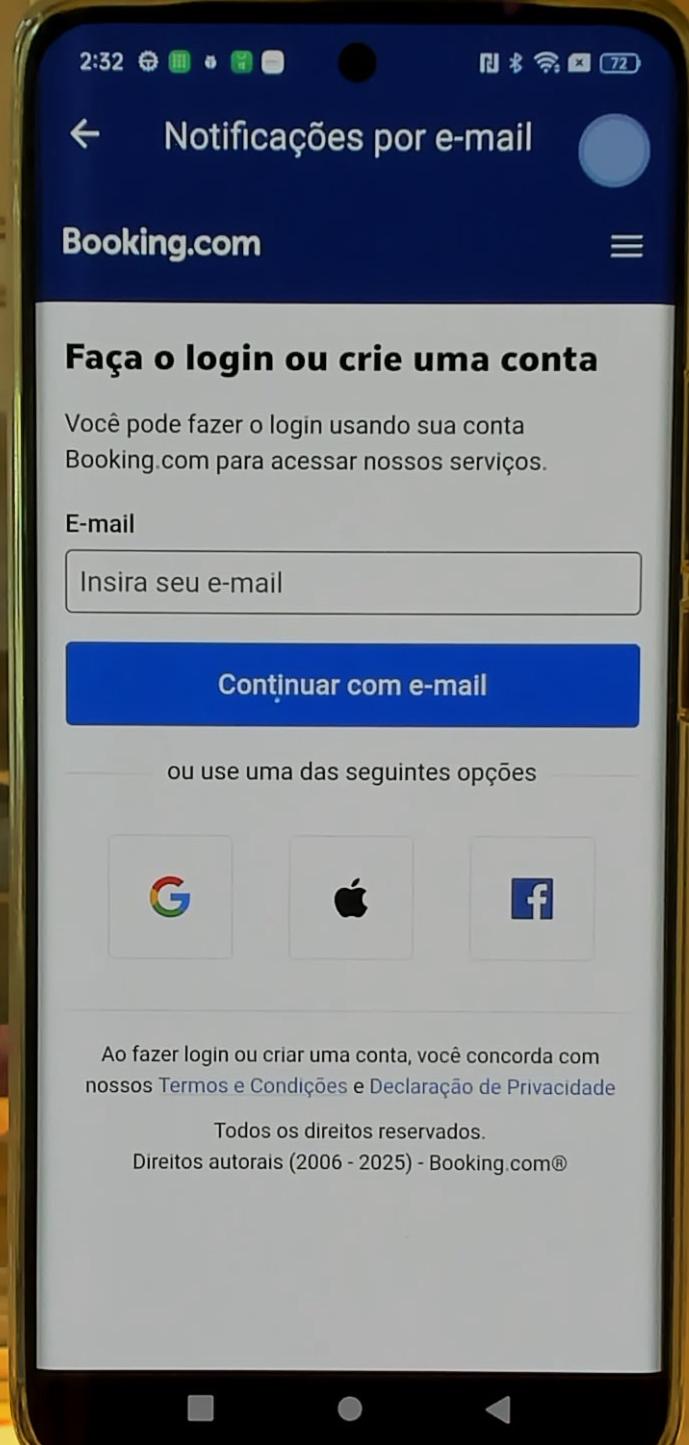 2:32
72
Notificações por e-mail
Booking.com
Faça o login ou crie uma conta
Você pode fazer o login usando sua conta
Booking.com para acessar nossos serviços.
E-mail
Insira seu e-mail
Continuar com e-mail
ou use uma das seguintes opções
Ao fazer login ou criar uma conta, você concorda com
nossos Termos e Condições e Declaração de Privacidade
Todos os direitos reservados.
Direitos autorais (2006 - 2025) - Booking.com®